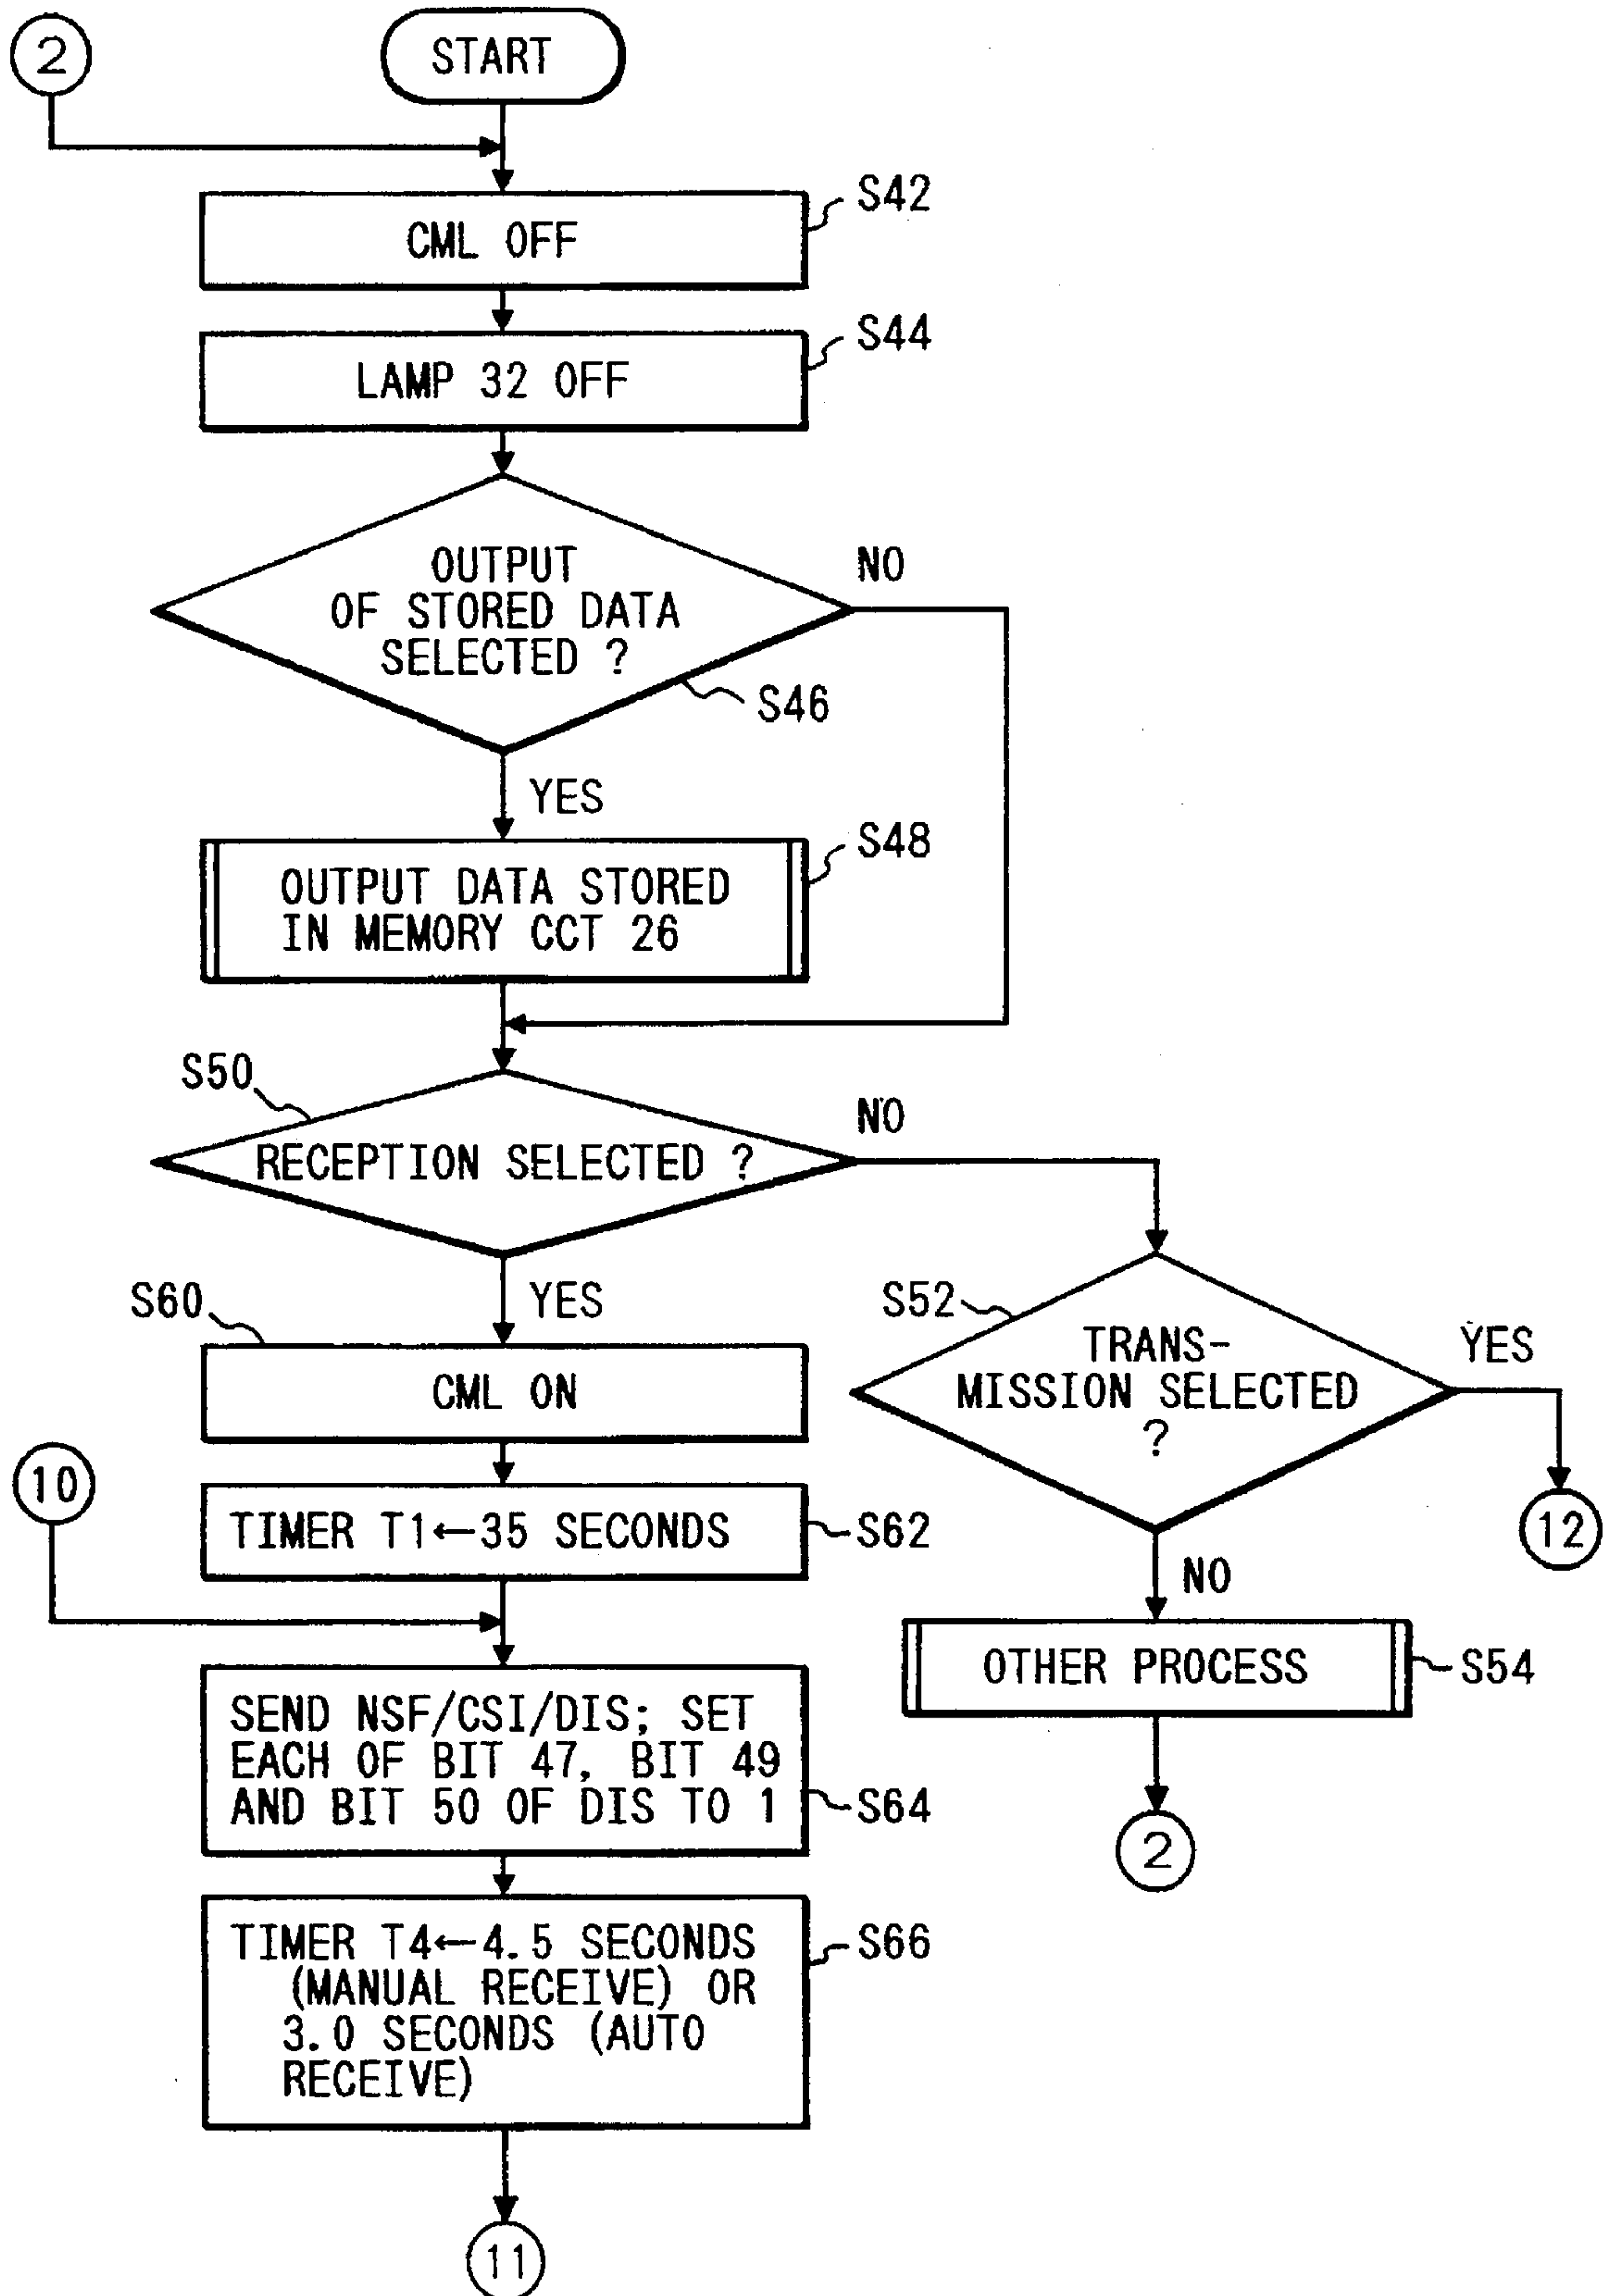 2
START
S42
CML OFF
S44
LAMP 32 OFF
OUTPUT
OF STORED DATA
SELECTED ?
NO
S46
YES
S48
OUTPUT DATA STORED
IN MEMORY CCT 26
S50
RECEPTION SELECTED ?
NO
YES
S60
CML ON
S52
TRANS-
MISSION SELECTED
?
YES
12
10
TIMER T1←35 SECONDS
S62
NO
OTHER PROCESS
S54
2
SEND NSF/CSI/DIS; SET
EACH OF BIT 47, BIT 49
AND BIT 50 OF DIS TO 1
S64
TIMER T4←4.5 SECONDS
(MANUAL RECEIVE) OR
3.0 SECONDS (AUTO
RECEIVE)
S66
11